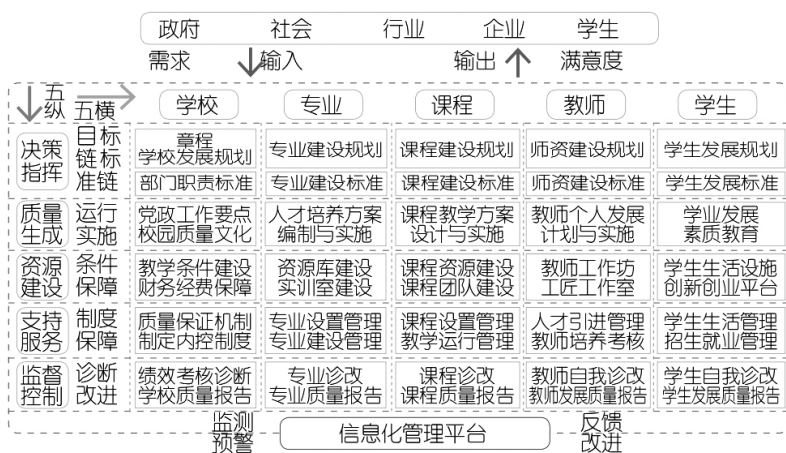 政府 社会 行业 企业 学生
需求 输入 输出 满意度
五纵 五横 学校 专业 课程 教师 学生
决策指挥 目标链标准链
章程
学校发展规划 专业建设规划 课程建设规划 师资建设规划 学生发展规划
部门职责标准 专业建设标准 课程建设标准 师资建设标准 学生发展标准
质量 运行 党政工作要点 人才培养方案 课程教学方案 教师个人发展 学业发展
生成 实施 校园质量文化 编制与实施 设计与实施 计划与实施 素质教育
资源 条件 教学条件建设 资源库建设 课程资源建设 教师工作坊 学生生活设施
建设 保障 财务经费保障 实训室建设 课程团队建设 工匠工作室 创新创业平台
支持 制度 质量保证机制 专业设置管理 课程设置管理 人才引进管理 学生生活管理
服务 保障 制定内控制度 专业建设管理 教学运行管理 教师培养考核 招生就业管理
监督 诊断 绩效考核诊断 专业诊改 课程诊改 教师自我诊改 学生自我诊改
控制 改进 学校质量报告 专业质量报告 课程质量报告 教师发展质量报告 学生发展质量报告
监测 反馈
预警 信息化管理平台 改进